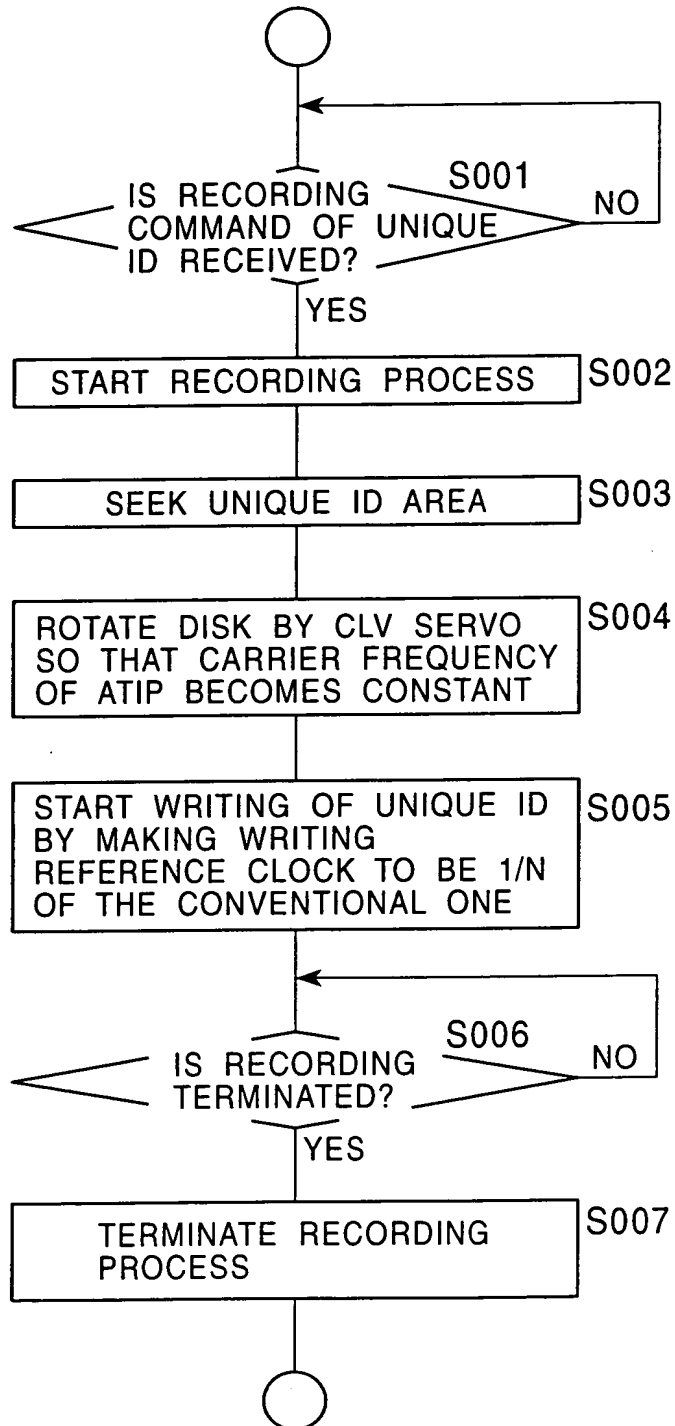 S001
IS RECORDING
COMMAND OF UNIQUE
ID RECEIVED?
NO
YES
START RECORDING PROCESS
S002
SEEK UNIQUE ID AREA
S003
ROTATE DISK BY CLV SERVO
SO THAT CARRIER FREQUENCY
OF ATIP BECOMES CONSTANT
S004
START WRITING OF UNIQUE ID
BY MAKING WRITING
REFERENCE CLOCK TO BE 1/N
OF THE CONVENTIONAL ONE
S005
S006
IS RECORDING
TERMINATED?
NO
YES
TERMINATE RECORDING
PROCESS
S007